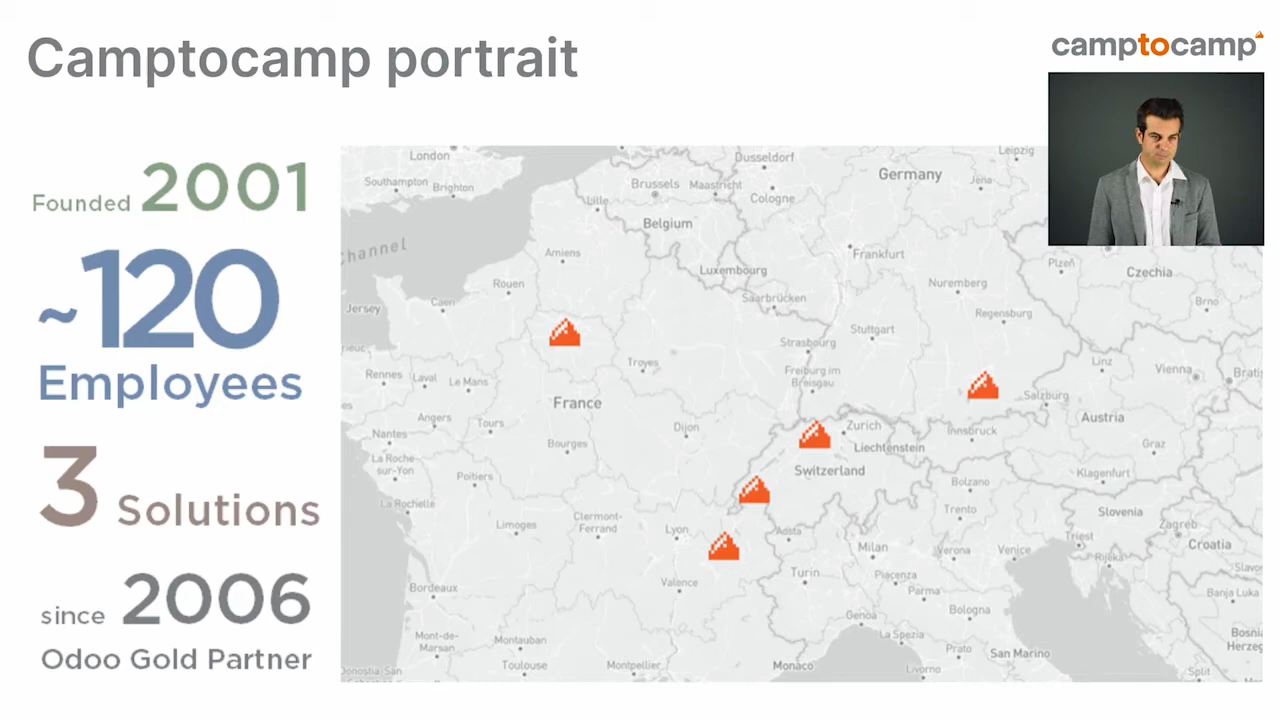 Camptocamp portrait
camptocamp
Founded 2001
~120
Employees
3 Solutions
since 2006
Odoo Gold Partner
London
Southampton
Brighton
Channel
Jersey
Caen
Rouen
Amiens
Lille
Brussels
Maastricht
Belgium
Dusseldorf
Cologne
Germany
Leipzig
Jena
Luxembourg
Frankfurt
Saarbrücken
Nuremberg
Regensburg
Plzeň
Czechia
Brno
Stuttgart
Strasbourg
Freiburg im
Breisgau
Troyes
Rennes
Laval
Le Mans
France
Angers
Tours
Nantes
Bourges
Dijon
La Roche-
sur-Yon
Poitiers
La Rochelle
Limoges
Clermont-
Ferrand
Lyon
Valence
Bordeaux
Mont-de-
Marsan
Montauban
Toulouse
Montpellier
Monaco
Zurich
Liechtenstein
Switzerland
Innsbruck
Salzburg
Linz
Vienna
Austria
Graz
Klagenfurt
Bolzano
Trento
Aosta
Milan
Turin
Verona
Venice
Piacenza
Parma
Genoa
Bologna
La Spezia
Prato
San Marino
Livorno
Slovenia
Triest
Zagreb
Croatia
Rijeka
Banja Luka
Split